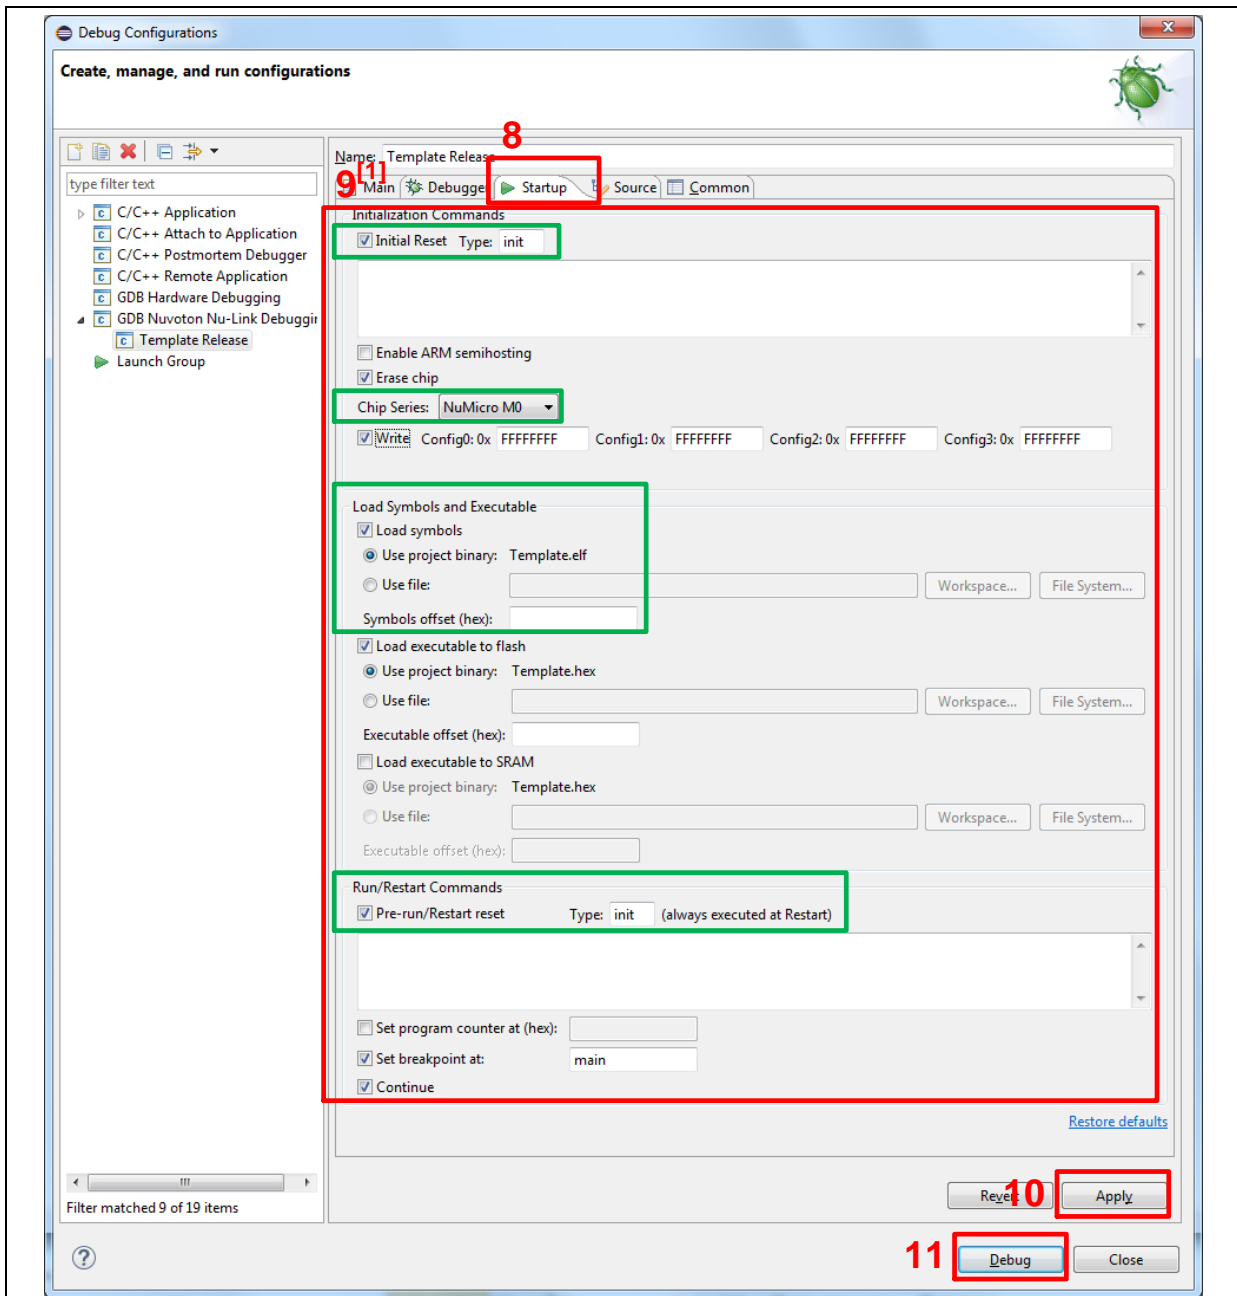 Debug Configurations
X
Create, manage, and run configurations
8
Name: Template Release
type filter text
9[1]
Main Debugger Startup Source Common
C/C++ Application
C/C++ Attach to Application
C/C++ Postmortem Debugger
C/C++ Remote Application
GDB Hardware Debugging
GDB Nuvoton Nu-Link Debuggin
Template Release
Launch Group
Initialization Commands
Initial Reset Type: init
Enable ARM semihosting
Erase chip
Chip Series: NuMicro M0
Write Config0: 0x FFFFFFFF Config1: 0x FFFFFFFF Config2: 0x FFFFFFFF Config3: 0x FFFFFFFF
Load Symbols and Executable
Load symbols
Use project binary: Template.elf
Use file: Workspace... File System...
Symbols offset (hex):
Load executable to flash
Use project binary: Template.hex
Use file: Workspace... File System...
Executable offset (hex):
Load executable to SRAM
Use project binary: Template.hex
Use file: Workspace... File System...
Executable offset (hex):
Run/Restart Commands
Pre-run/Restart reset Type: init (always executed at Restart)
Set program counter at (hex):
Set breakpoint at: main
Continue
Restore defaults
Filter matched 9 of 19 items
Revert 10 Apply
? 11 Debug Close